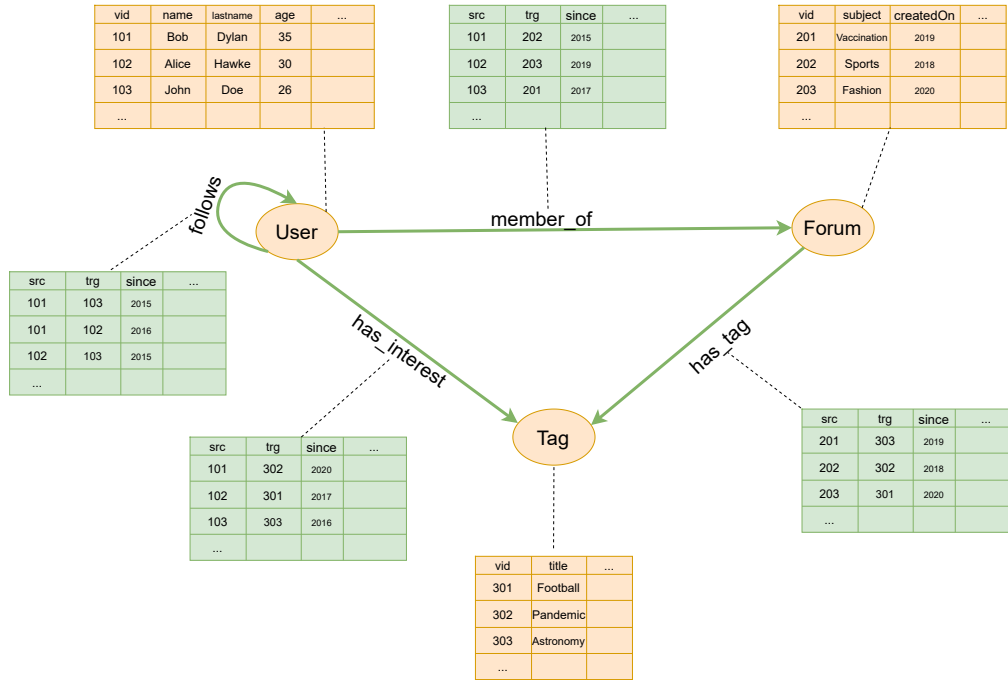 vid name lastname age ...
101 Bob Dylan 35
102 Alice Hawke 30
103 John Doe 26
...
src trg since ...
101 202 2015
102 203 2019
103 201 2017
...
vid subject createdOn ...
201 Vaccination 2019
202 Sports 2018
203 Fashion 2020
...
follows
User
member_of
Forum
src trg since ...
101 103 2015
101 102 2016
102 103 2015
...
has_interest
has_tag
Tag
src trg since ...
101 302 2020
102 301 2017
103 303 2016
...
src trg since ...
201 303 2019
202 302 2018
203 301 2020
...
vid title ...
301 Football
302 Pandemic
303 Astronomy
...